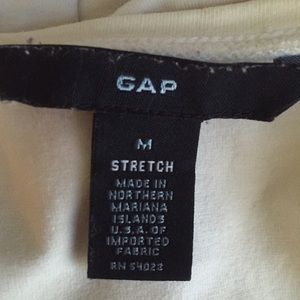 GAP
M
STRETCH
MADE IN
NORTHERN
MARIANA
ISLANDS
U.S.A. OF
IMPORTED
FABRIC
RN 54023